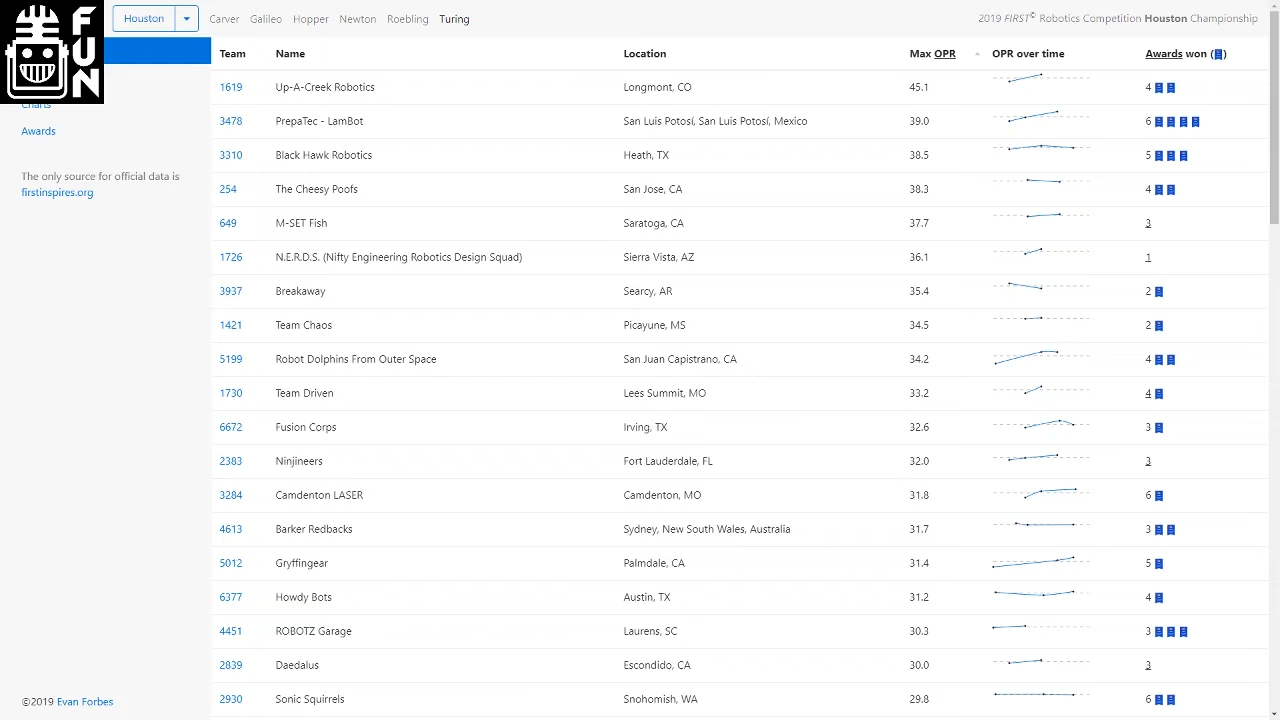 FUN
Houston Carver Galileo Hopper Newton Roebling Turing 2019 FIRST© Robotics Competition Houston Championship
Team Name Location Max OPR OPR over time Awards won ( )
1619 Up-A-Creek Robotics Longmont, CO 45.1 4
Charts
3478 PrepaTec - LamBot San Luis Potosí, San Luis Potosí, Mexico 39.0 6
Awards
3310 Black Hawk Robotics Heath, TX 38.5 5
The only source for official data is
firstinspires.org
254 The Cheesy Poofs San Jose, CA 38.3 4
649 M-SET Fish Saratoga, CA 37.7 3
1726 N.E.R.D.S. (Nifty Engineering Robotics Design Squad) Sierra Vista, AZ 36.1 1
3937 Breakaway Searcy, AR 35.4 2
1421 Team Chaos Picayune, MS 34.5 2
5199 Robot Dolphins From Outer Space San Juan Capistrano, CA 34.2 4
1730 Team Driven Lees Summit, MO 33.2 4
6672 Fusion Corps Irving, TX 32.6 3
2383 Ninjineers Fort Lauderdale, FL 32.0 3
3284 Camdenton LASER Camdenton, MO 31.8 6
4613 Barker Redbacks Sydney, New South Wales, Australia 31.7 3
5012 Gryffingear Palmdale, CA 31.4 5
6377 Howdy Bots Austin, TX 31.2 4
4451 ROBOTZ Garage Laurens, SC 30.3 3
2839 Daedalus Escondido, CA 30.0 3
2930 Sonic Squirrels Snohomish, WA 29.8 6
©2019 Evan Forbes